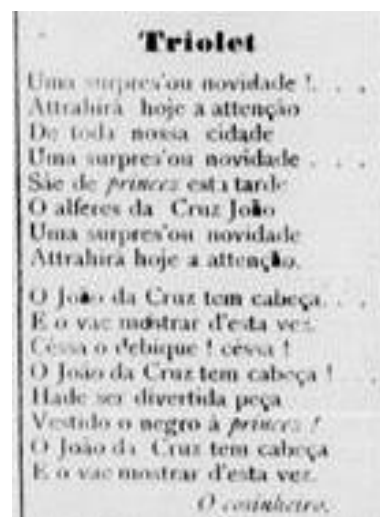 Triolet
Uma surpres'ou novidade !. . .
Attrahirá hoje a attenção
De toda nossa cidade
Uma surpres'ou novidade . . .
Sáe de princez esta tarde
O alferes da Cruz João
Uma surpres'ou novidade
Attrahirá hoje a attenção.
O João da Cruz tem cabeça. . .
E o vae mostrar d'esta vez.
Céssa o debique ! céssa !
O João da Cruz tem cabeça ! . . .
Hade ser divertida peça
Vestido o negro á princez !
O João da Cruz tem cabeça
E o vae mostrar d'esta vez.
O cosinheiro.